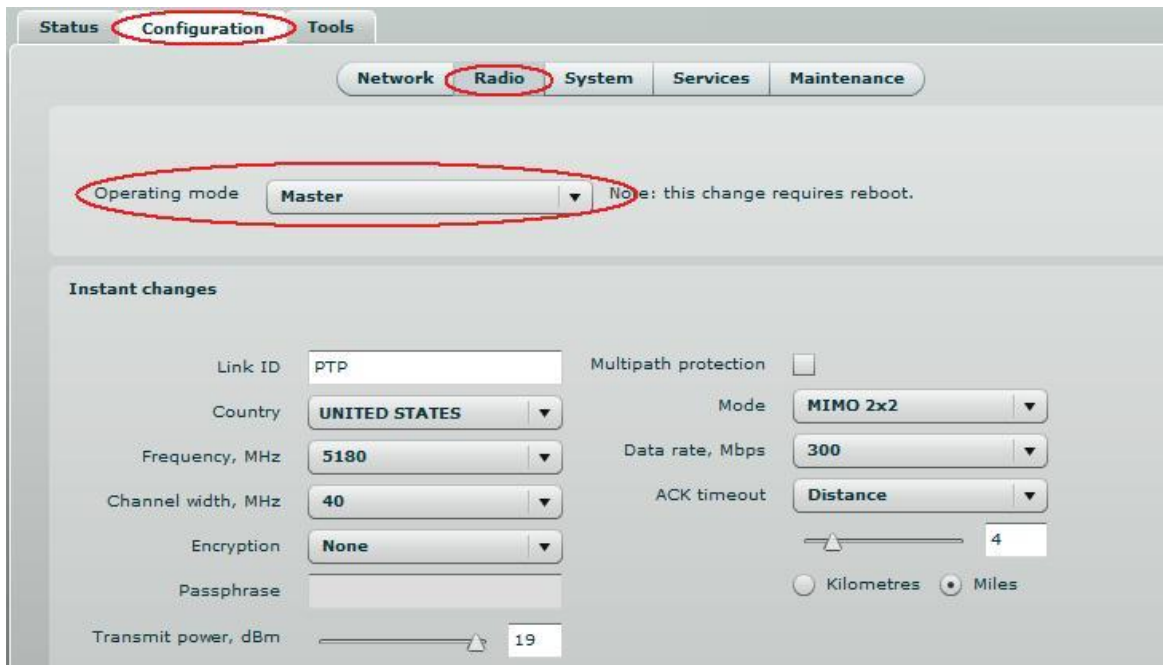 Status Configuration Tools
Network Radio System Services Maintenance
Operating mode Master Note: this change requires reboot.
Instant changes
Link ID PTP Multipath protection
Country UNITED STATES Mode MIMO 2x2
Frequency, MHz 5180 Data rate, Mbps 300
Channel width, MHz 40 ACK timeout Distance
Encryption None 4
Passphrase Kilometres Miles
Transmit power, dBm 19